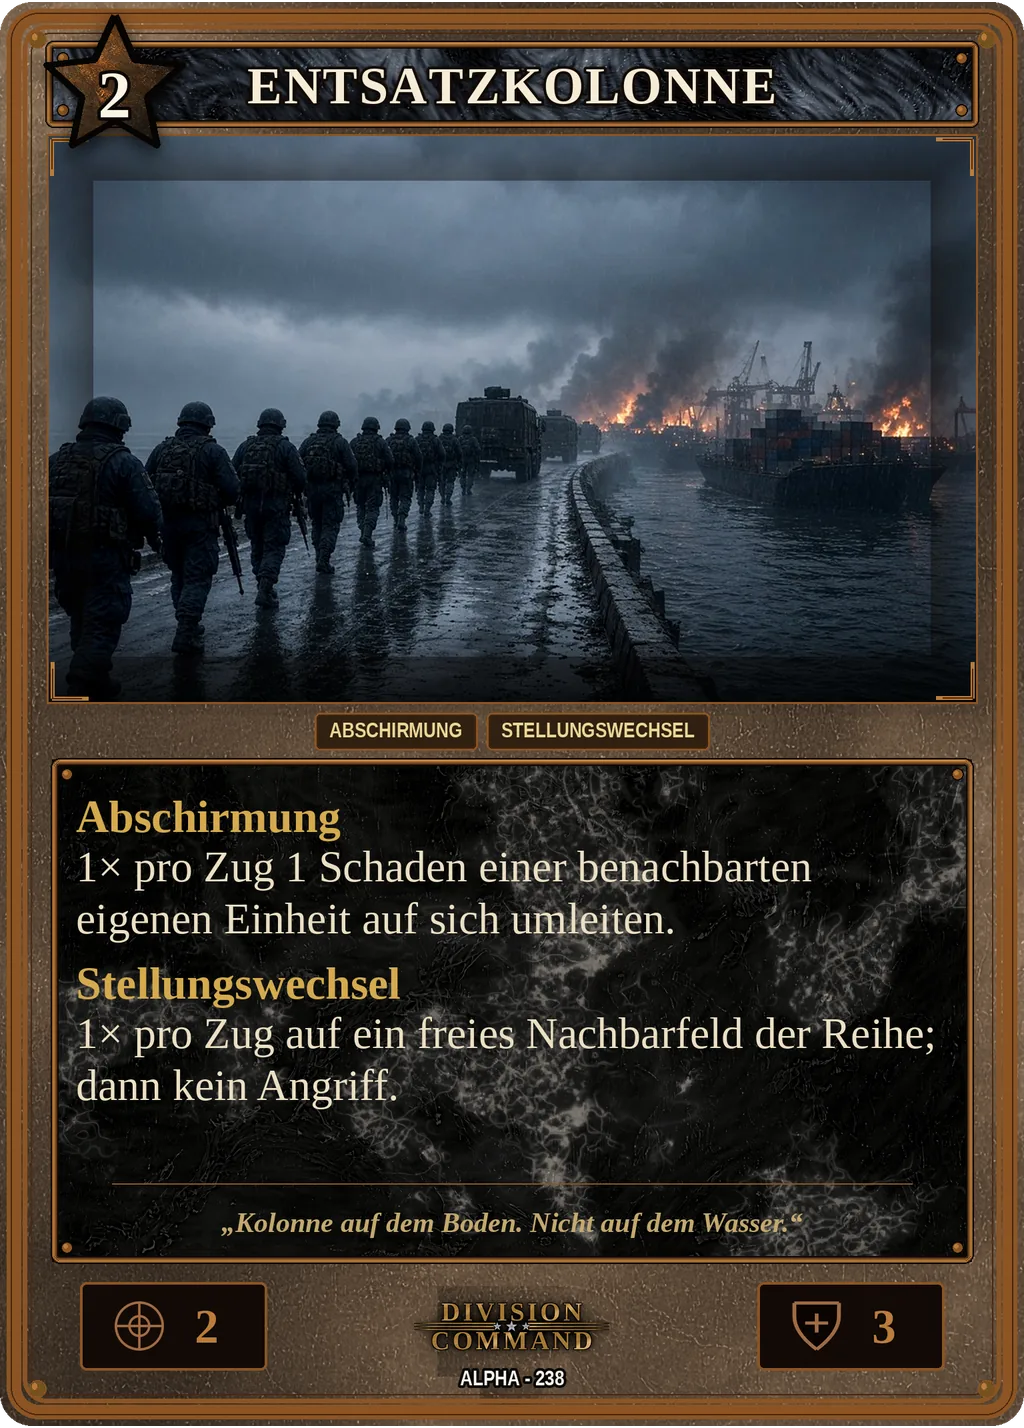 2
ENTSATZKOLONNE
ABSCHIRMUNG STELLUNGSWECHSEL
Abschirmung
1× pro Zug 1 Schaden einer benachbarten
eigenen Einheit auf sich umleiten.
Stellungswechsel
1× pro Zug auf ein freies Nachbarfeld der Reihe;
dann kein Angriff.
„Kolonne auf dem Boden. Nicht auf dem Wasser.“
2
DIVISION
COMMAND
3
ALPHA - 238